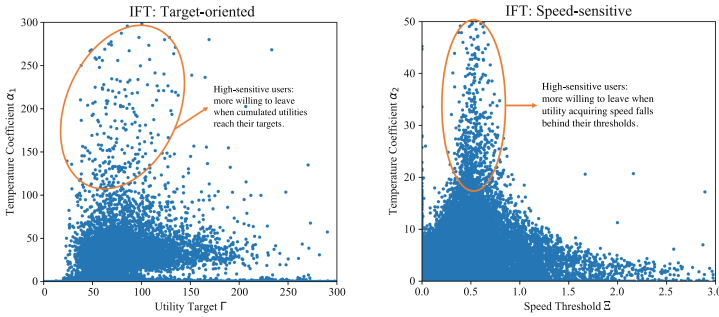 IFT: Target-oriented
300
250
200
150
100
50
0
0 50 100 150 200 250 300
Temperature Coefficient α1
Utility Target Γ
High-sensitive users:
more willing to leave
when cumulated utilities
reach their targets.
IFT: Speed-sensitive
50
40
30
20
10
0
0.0 0.5 1.0 1.5 2.0 2.5 3.0
Temperature Coefficient α2
Speed Threshold Ξ
High-sensitive users:
more willing to leave when
utility acquiring speed falls
behind their thresholds.